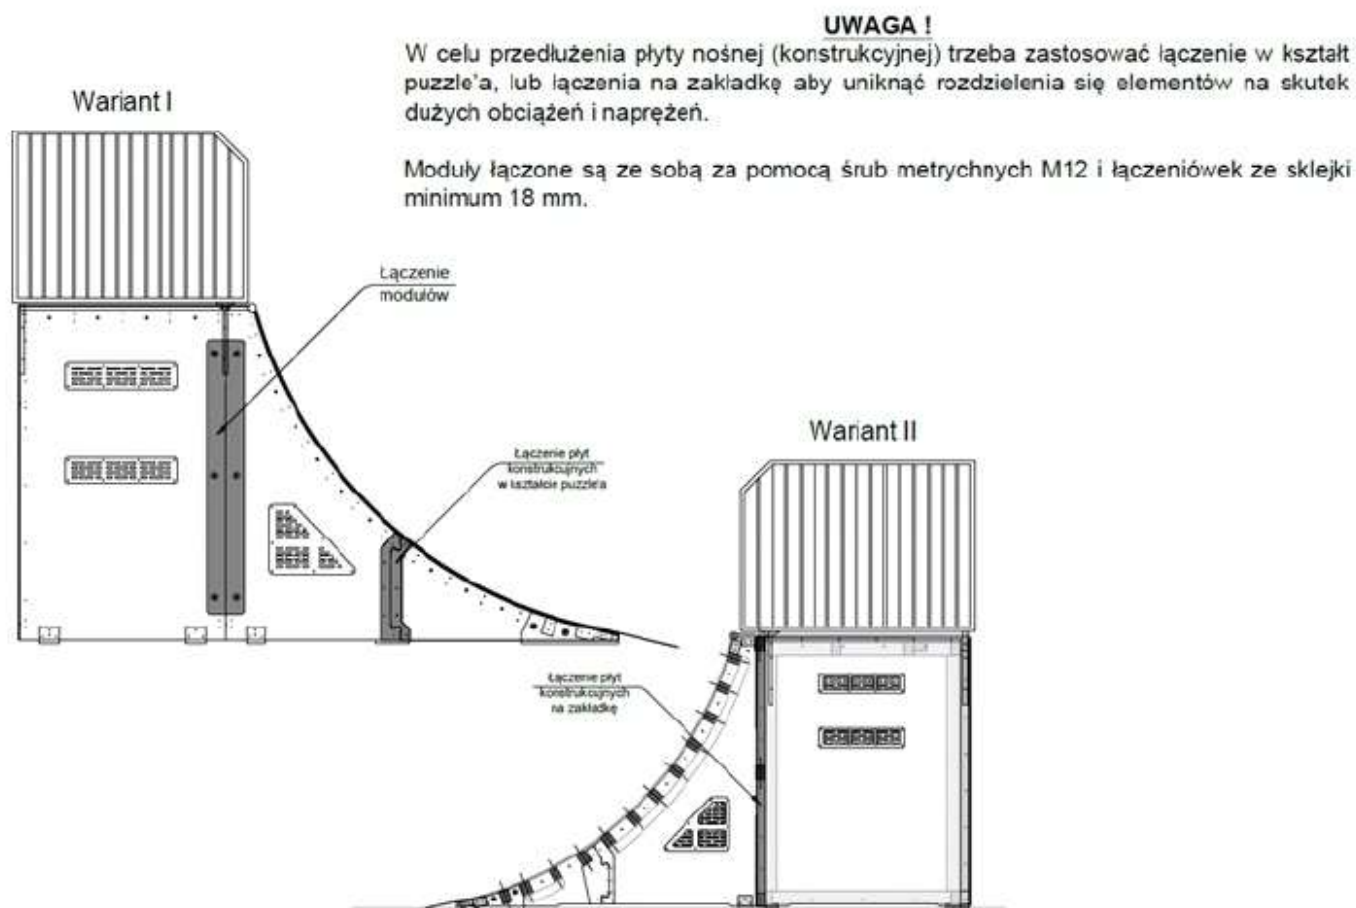 UWAGA !
W celu przedłużenia płyty nośnej (konstrukcyjnej) trzeba zastosować łączenie w kształt
puzzle'a, lub łączenia na zakładkę aby uniknąć rozdzielenia się elementów na skutek
dużych obciążeń i naprężeń.
Moduły łączone są ze sobą za pomocą śrub metrychnych M12 i łączeniówek ze sklejki
minimum 18 mm.
Wariant I
Łączenie
modułów
Łączenie płyt
konstrukcujnych
w kształcie puzzle'a
Wariant II
Łączenie płyt
konstrukcujnych
na zakładkę